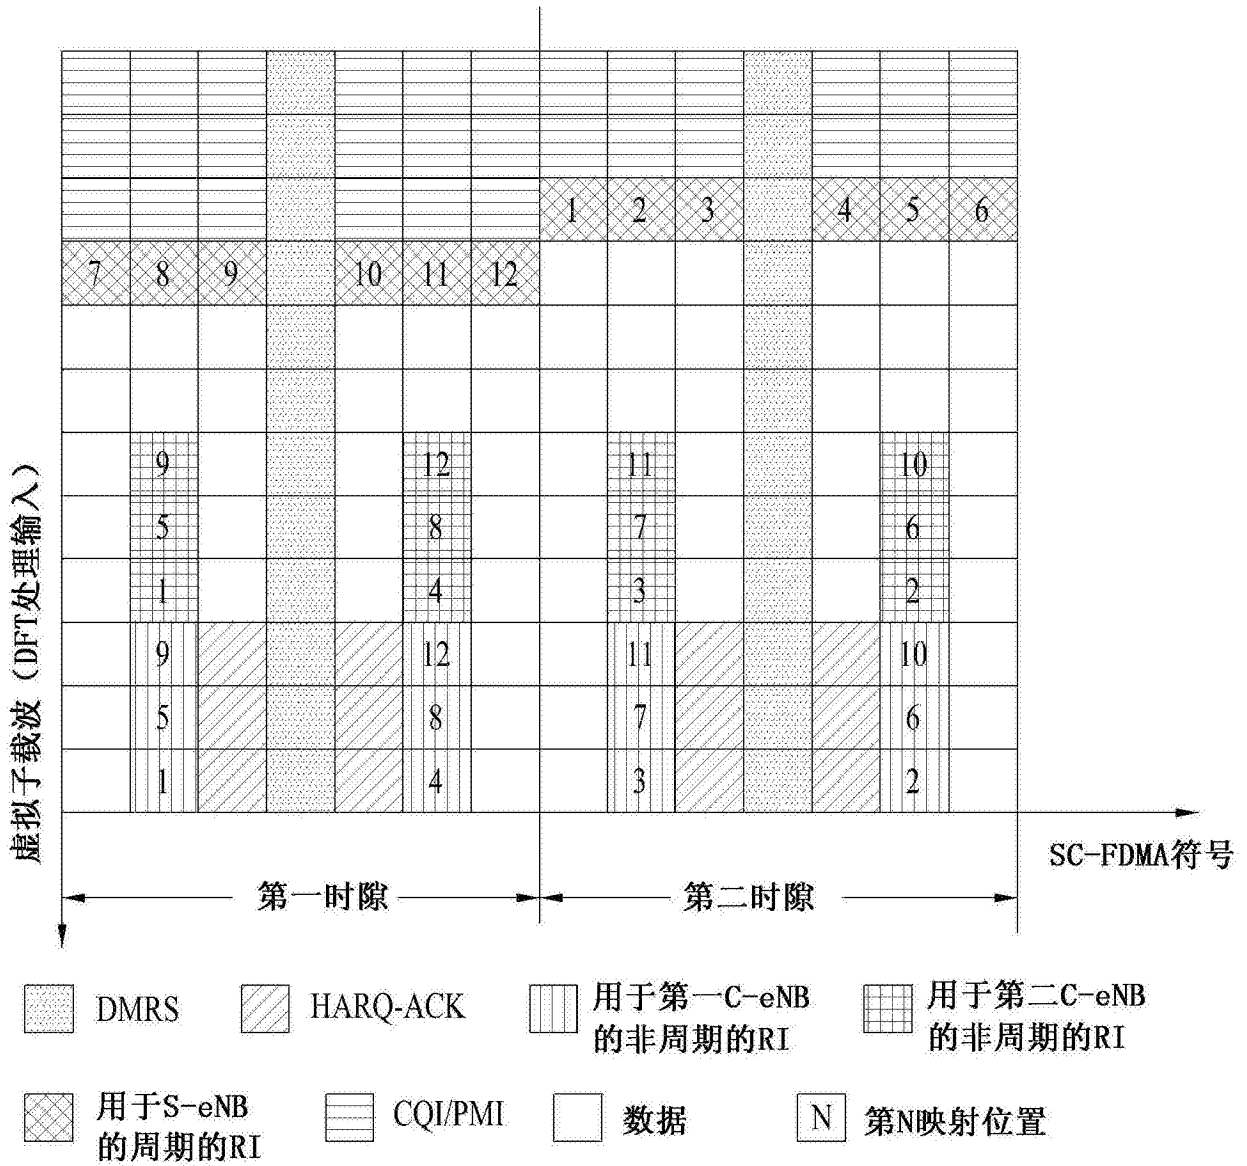 1 2 3 4 5 6
7 8 9 10 11 12
9 12 11 10
5 8 7 6
1 4 3 2
9 12 11 10
5 8 7 6
1 4 3 2
虚拟子载波（DFT处理输入）
SC-FDMA符号
第一时隙
第二时隙
DMRS
HARQ-ACK
用于第一C-eNB
的非周期的RI
用于第二C-eNB
的非周期的RI
用于S-eNB
的周期的RI
CQI/PMI
数据
N
第N映射位置